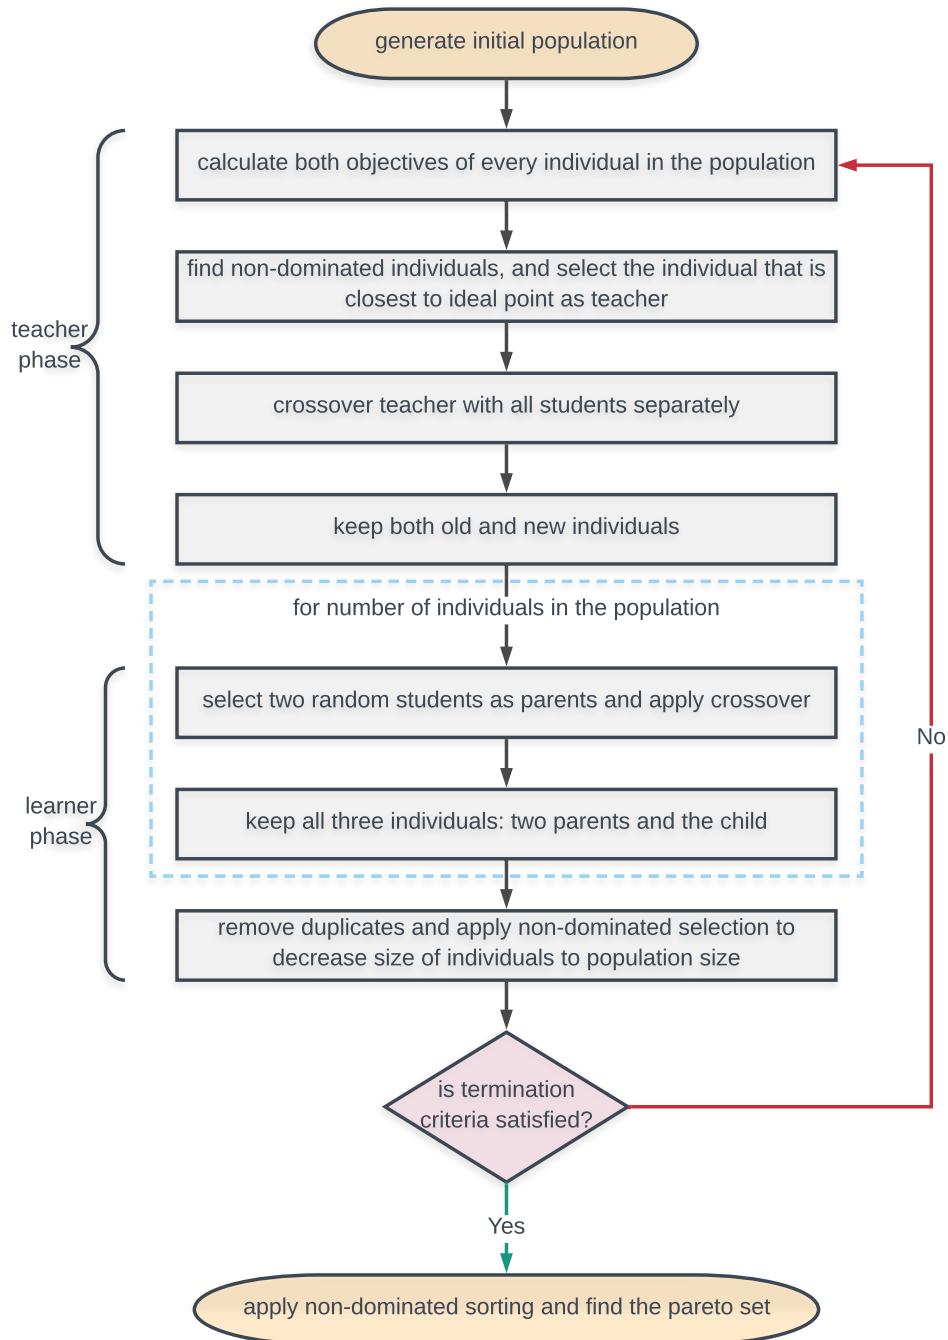 generate initial population
calculate both objectives of every individual in the population
find non-dominated individuals, and select the individual that is
closest to ideal point as teacher
teacher
phase
crossover teacher with all students separately
keep both old and new individuals
for number of individuals in the population
select two random students as parents and apply crossover
No
learner
phase
keep all three individuals: two parents and the child
remove duplicates and apply non-dominated selection to
decrease size of individuals to population size
is termination
criteria satisfied?
Yes
apply non-dominated sorting and find the pareto set